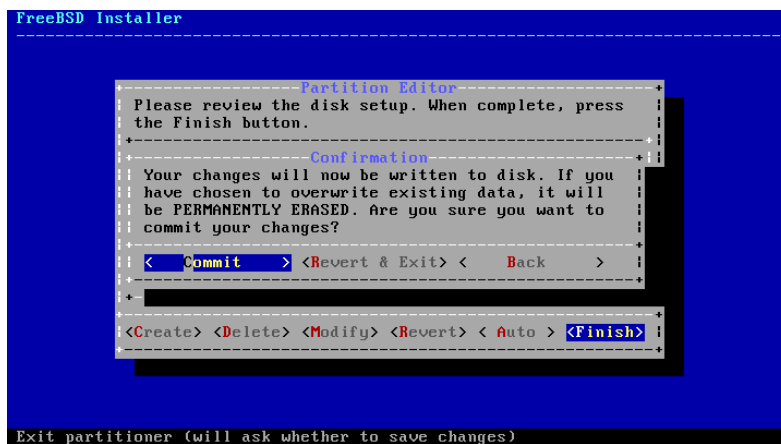 FreeBSD Installer
Partition Editor
Please review the disk setup. When complete, press
the Finish button.
Confirmation
Your changes will now be written to disk. If you
have chosen to overwrite existing data, it will
be PERMANENTLY ERASED. Are you sure you want to
commit your changes?
< Commit > <Revert & Exit> < Back >
<Create> <Delete> <Modify> <Revert> < Auto > <Finish>
Exit partitioner (will ask whether to save changes)